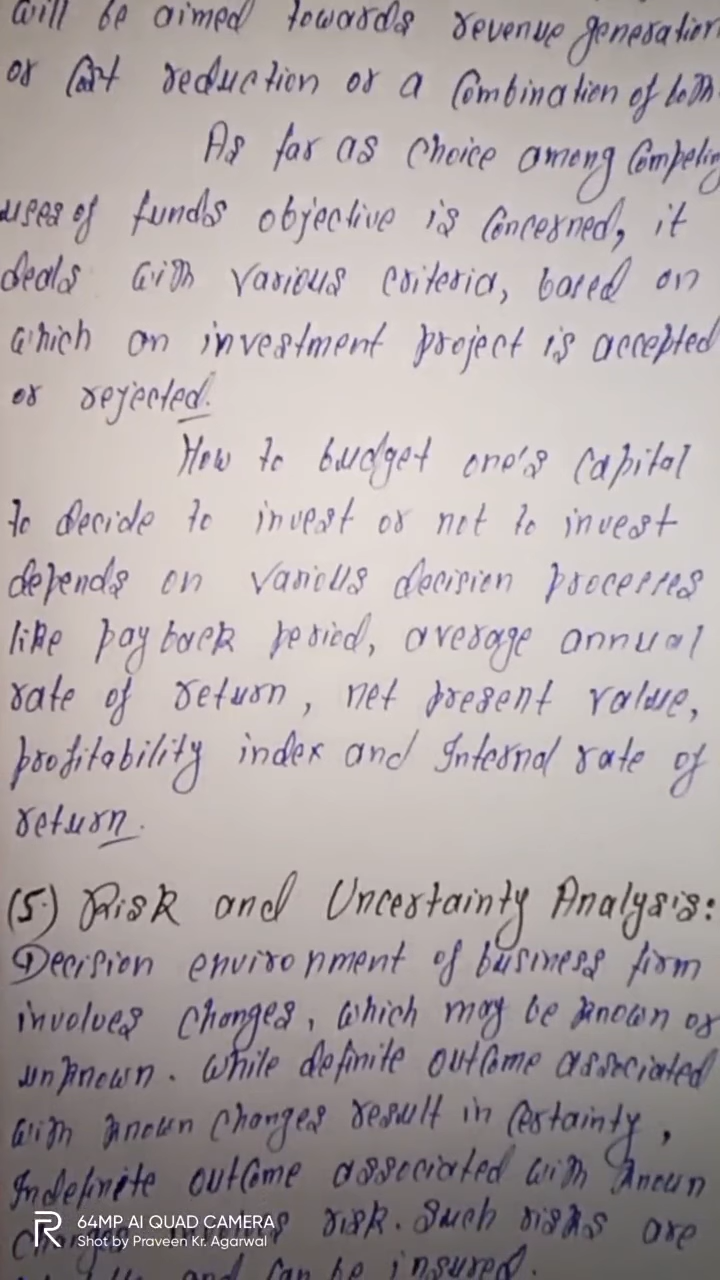 will be aimed towards revenue generation
or Cost reduction or a Combination of both.
As far as choice among Competing
uses of funds objective is Concerned, it
deals with various criteria, based on
which an investment project is accepted
or rejected.
How to budget one's Capital
to decide to invest or not to invest
depends on various decision processes
like pay back period, average annual
rate of return, net present value,
profitability index and Internal rate of
return.
(5.) Risk and Uncertainty Analysis:
Decision environment of business firm
involves changes, which may be known or
unknown. While definite outcome associated
with known changes result in Certainty,
Indefinite outcome associated with known
risk. Such risks are
and Can be insured.
64MP AI QUAD CAMERA
Shot by Praveen Kr. Agarwal